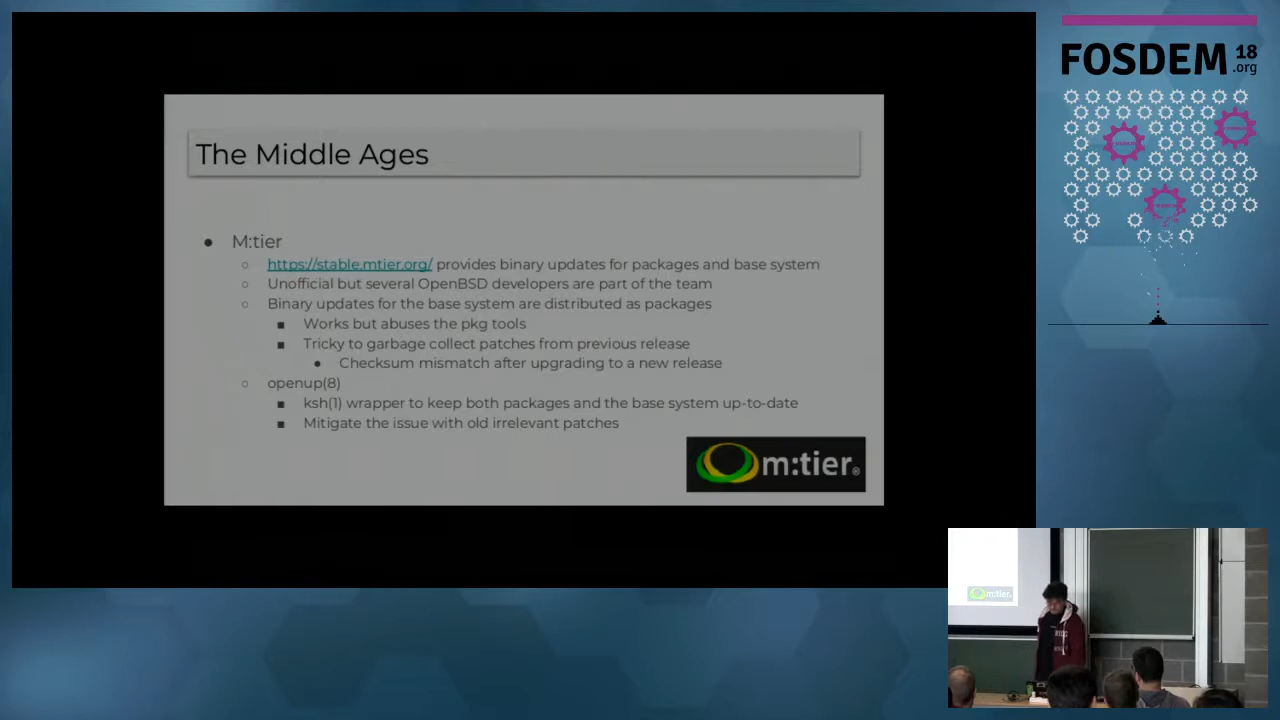 The Middle Ages
● M:tier
○ https://stable.mtier.org/ provides binary updates for packages and base system
○ Unofficial but several OpenBSD developers are part of the team
○ Binary updates for the base system are distributed as packages
■ Works but abuses the pkg tools
■ Tricky to garbage collect patches from previous release
● Checksum mismatch after upgrading to a new release
○ openup(8)
■ ksh(1) wrapper to keep both packages and the base system up-to-date
■ Mitigate the issue with old irrelevant patches
m:tier®
FOSDEM 18
.org
m:tier